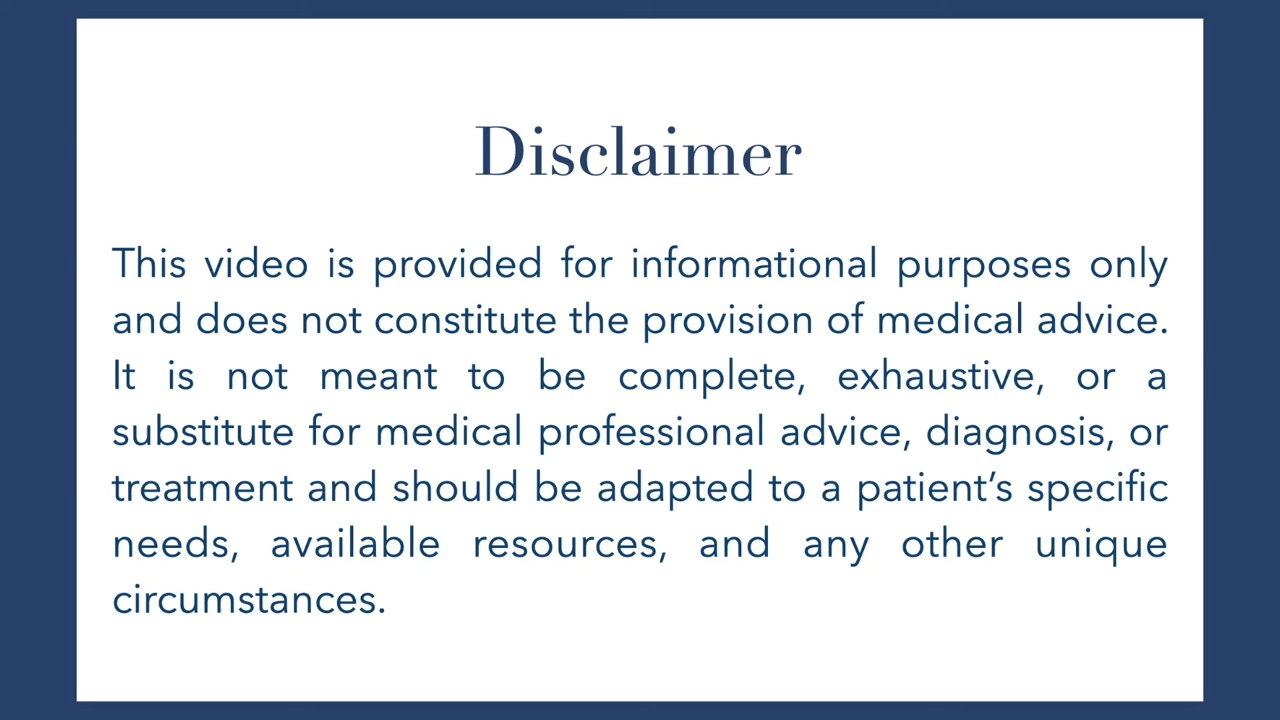 Disclaimer
This video is provided for informational purposes only
and does not constitute the provision of medical advice.
It is not meant to be complete, exhaustive, or a
substitute for medical professional advice, diagnosis, or
treatment and should be adapted to a patient’s specific
needs, available resources, and any other unique
circumstances.